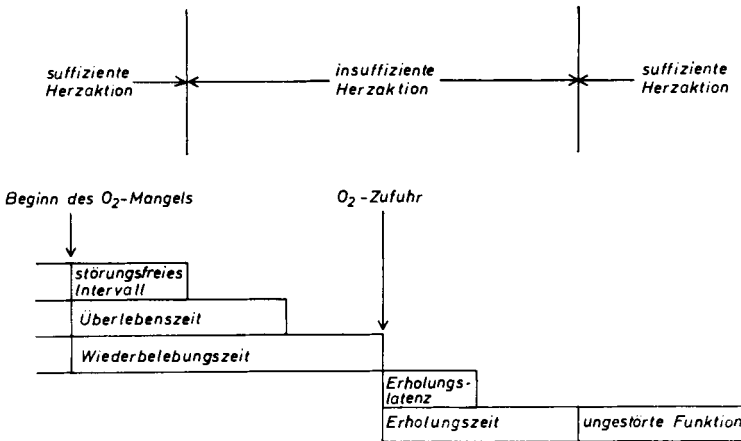 suffiziente
Herzaktion
insuffiziente
Herzaktion
suffiziente
Herzaktion
Beginn des O₂-Mangels
O₂-Zufuhr
störungsfreies
Intervall
Überlebenszeit
Wiederbelebungszeit
Erholungs-
latenz
Erholungszeit
ungestörte Funktion